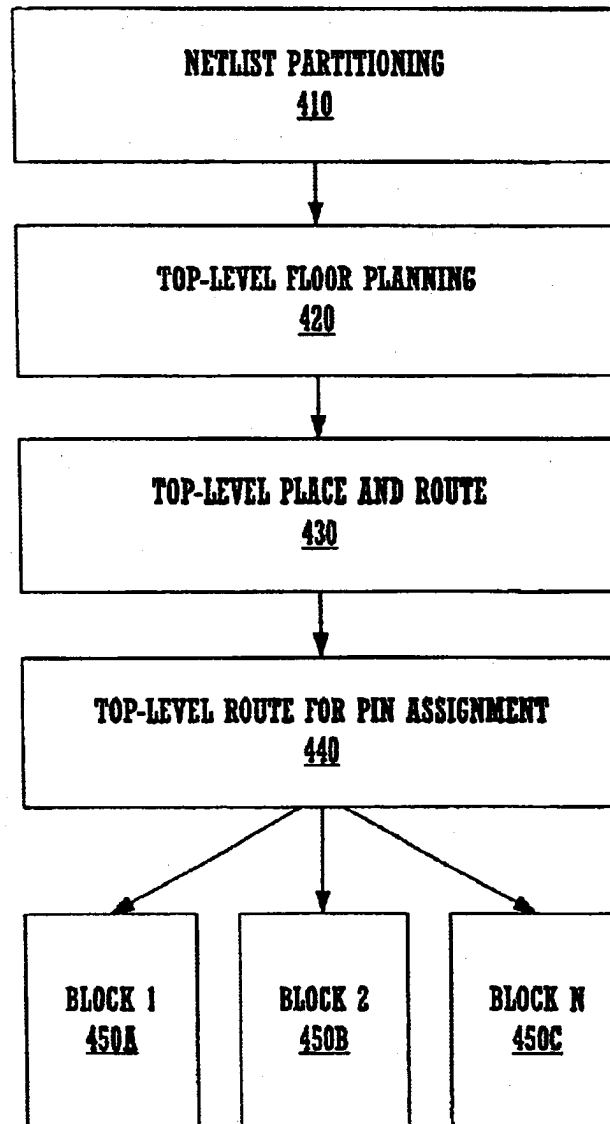 NETLIST PARTITIONING
410
TOP-LEVEL FLOOR PLANNING
420
TOP-LEVEL PLACE AND ROUTE
430
TOP-LEVEL ROUTE FOR PIN ASSIGNMENT
440
BLOCK 1 BLOCK 2 BLOCK N
450A 450B 450C